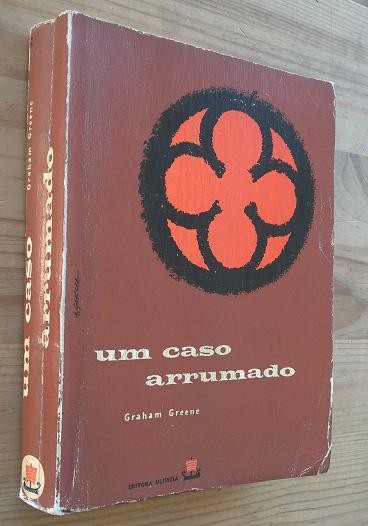 Graham Greene
um caso
arrumado
um caso
arrumado
Graham Greene
EDITORA ULISSEIA